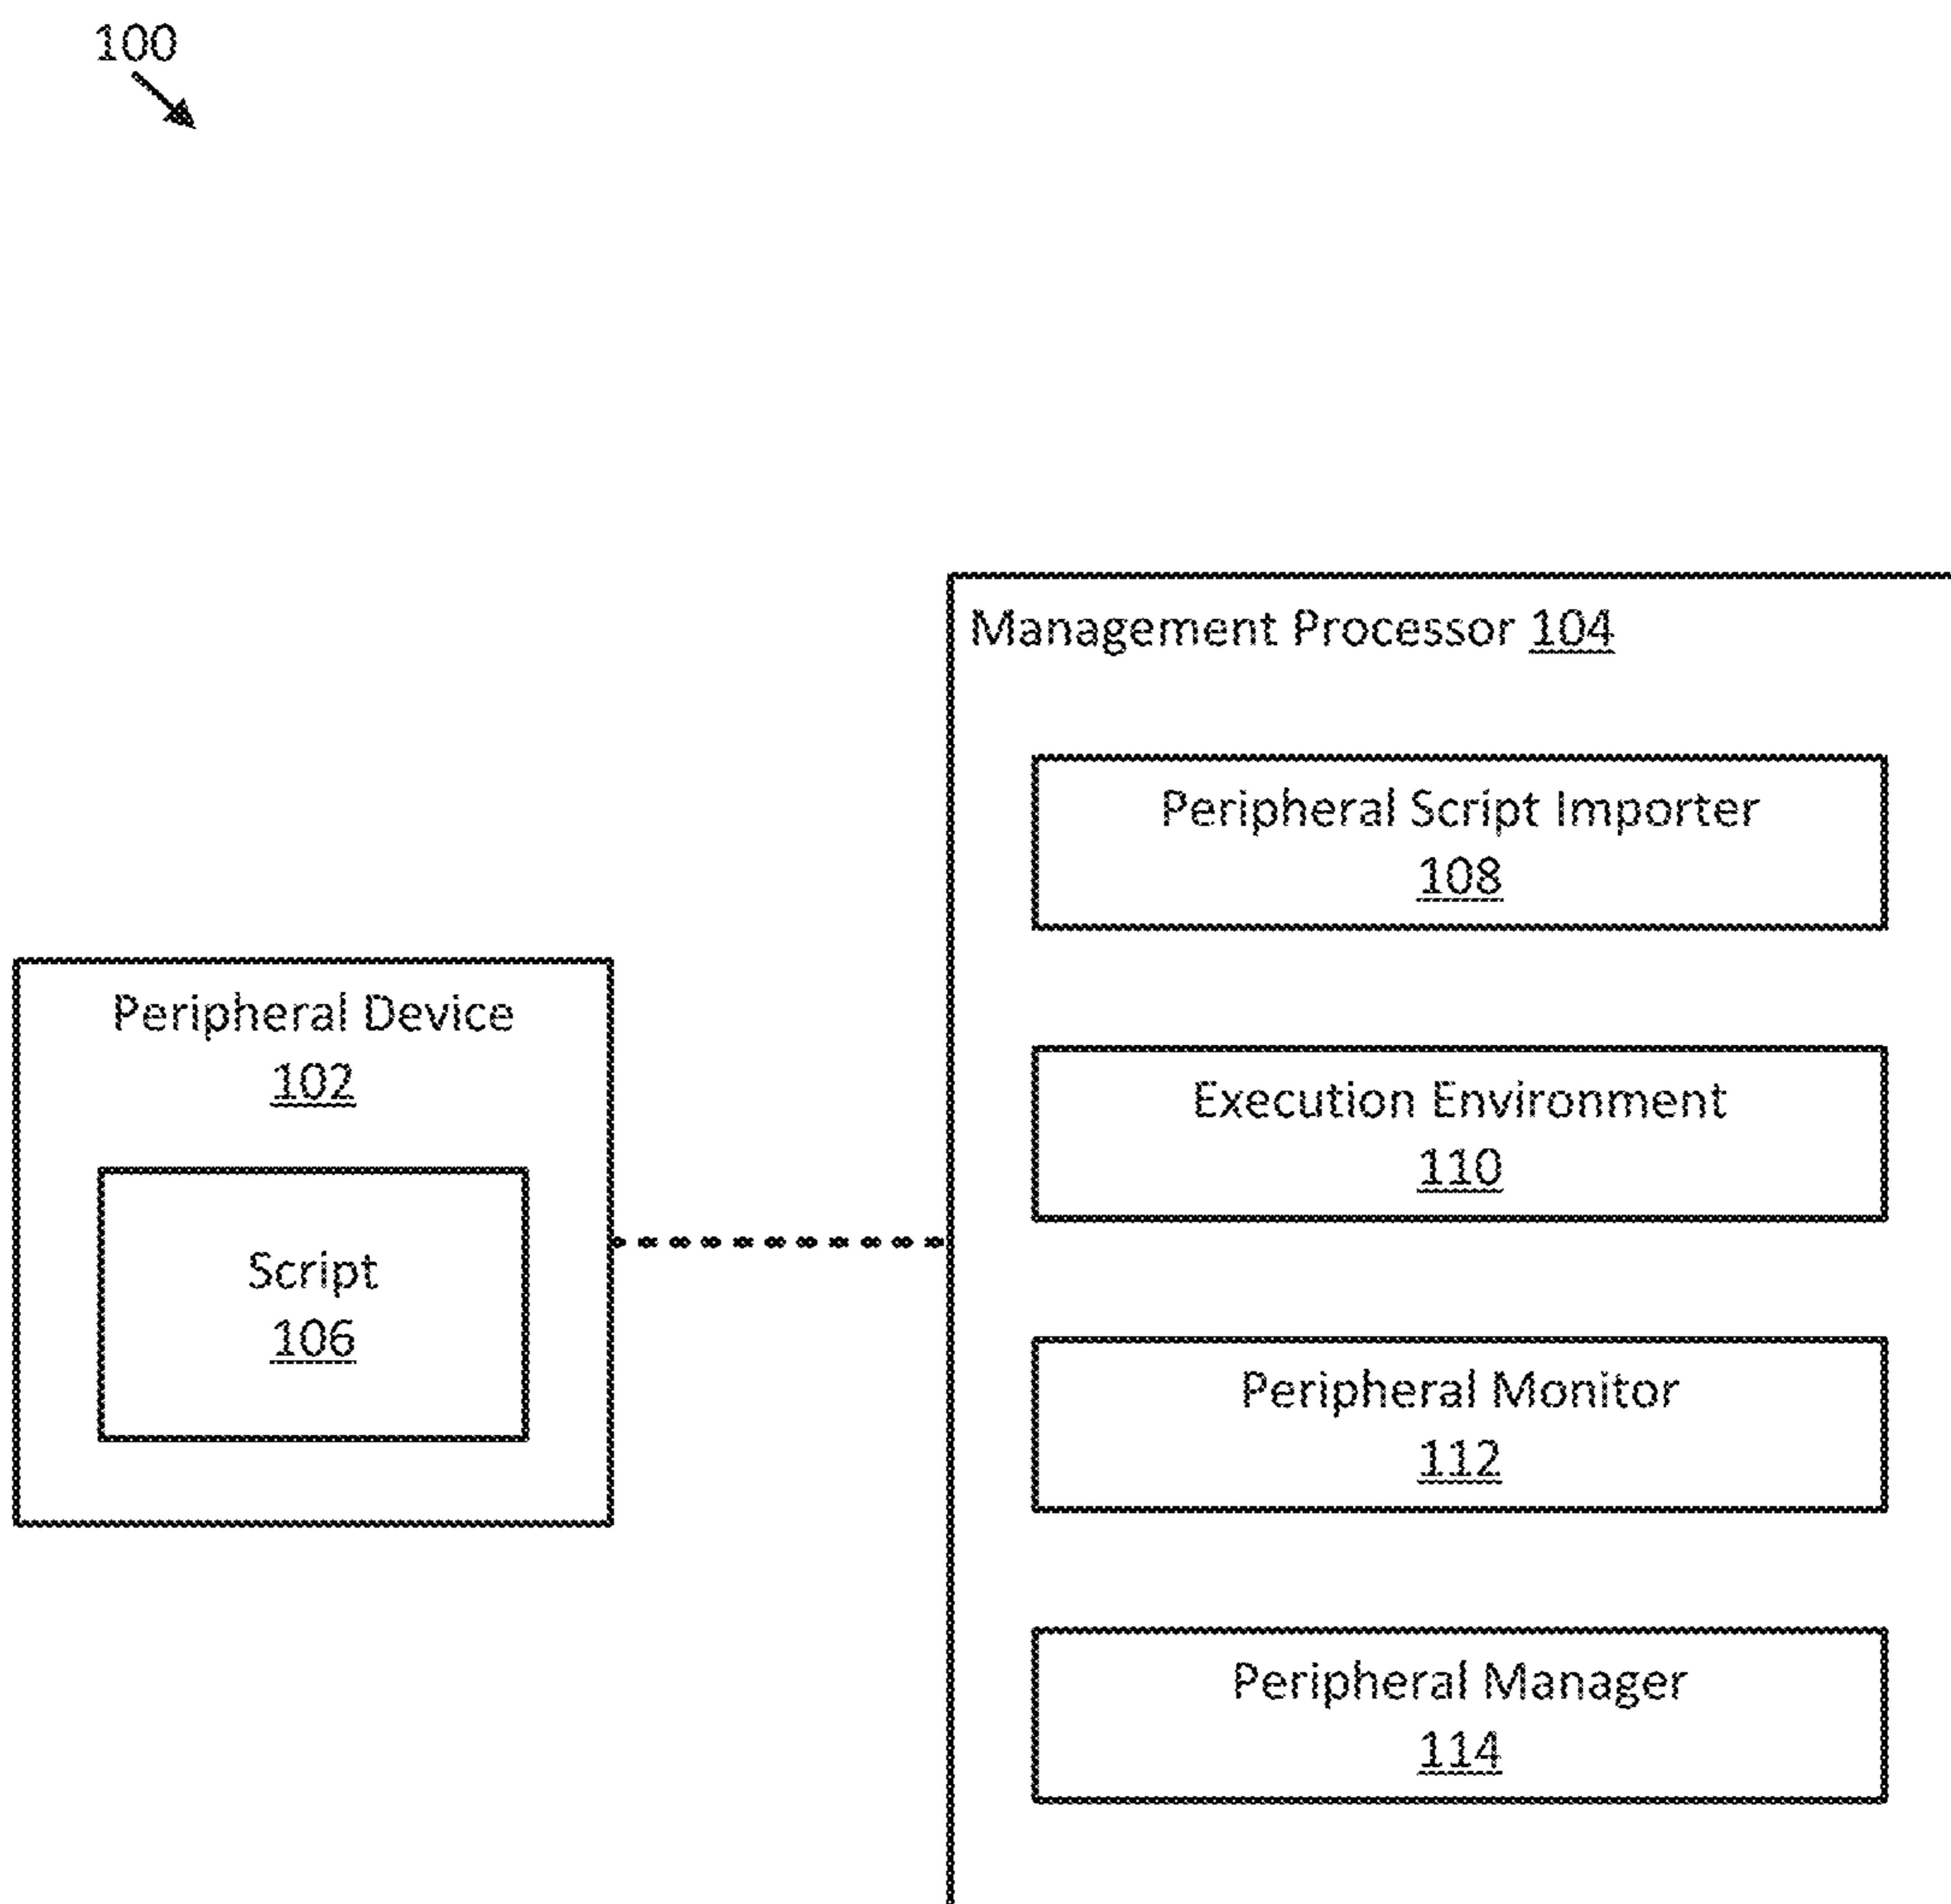 100
Management Processor 104
Peripheral Script Importer
108
Peripheral Device
102
Execution Environment
110
Script
106
Peripheral Monitor
112
Peripheral Manager
114